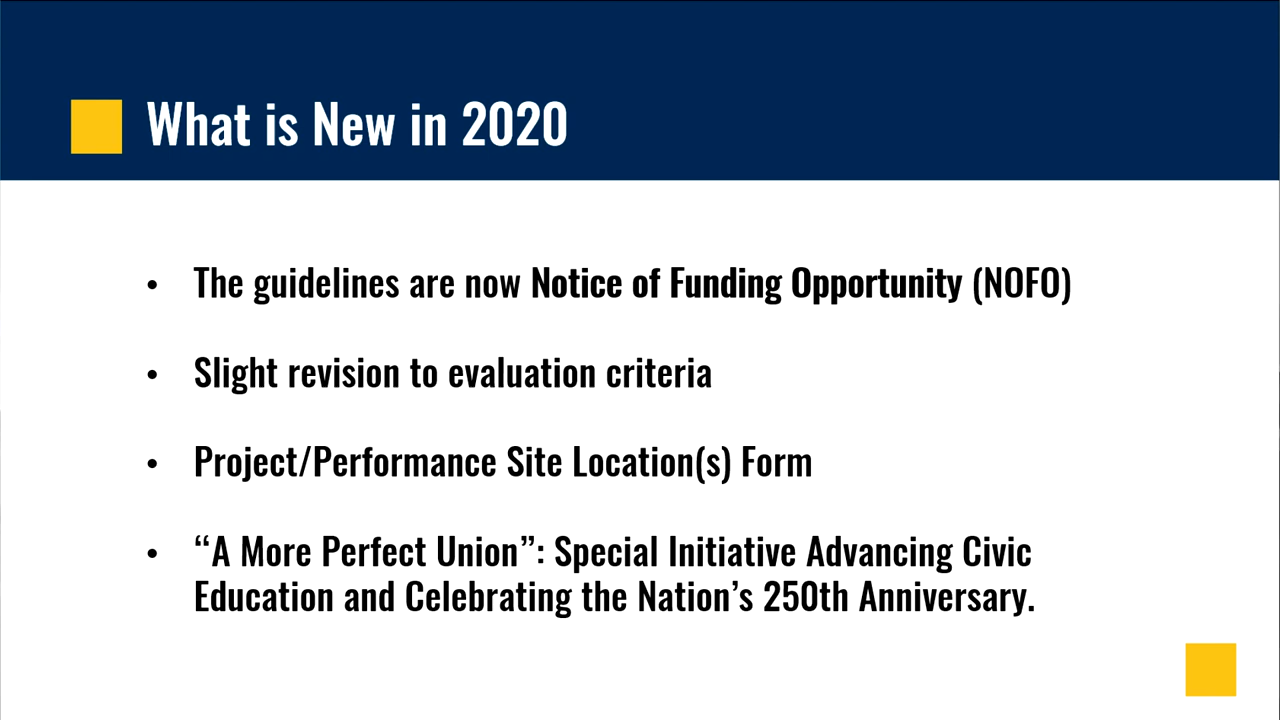 What is New in 2020
• The guidelines are now Notice of Funding Opportunity (NOFO)
• Slight revision to evaluation criteria
• Project/Performance Site Location(s) Form
• “A More Perfect Union”: Special Initiative Advancing Civic
Education and Celebrating the Nation’s 250th Anniversary.